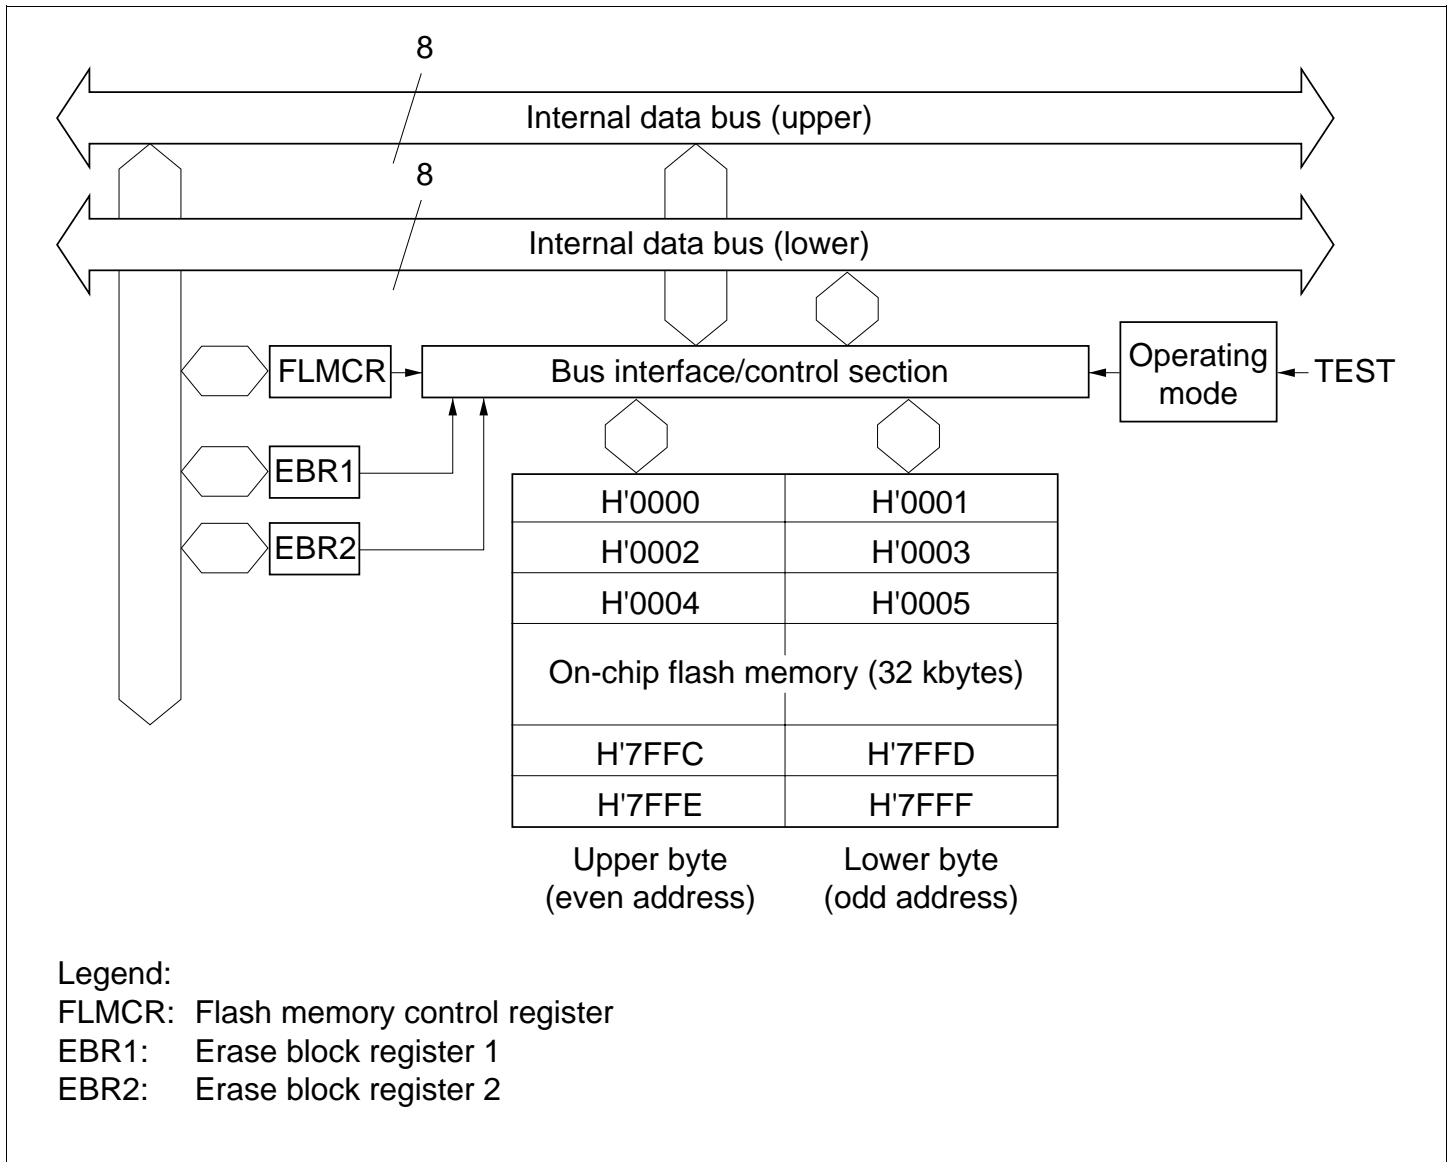 8
Internal data bus (upper)
8
Internal data bus (lower)
FLMCR
Bus interface/control section
Operating
mode
TEST
EBR1
EBR2
H'0000 H'0001
H'0002 H'0003
H'0004 H'0005
On-chip flash memory (32 kbytes)
H'7FFC H'7FFD
H'7FFE H'7FFF
Upper byte
(even address)
Lower byte
(odd address)
Legend:
FLMCR: Flash memory control register
EBR1: Erase block register 1
EBR2: Erase block register 2